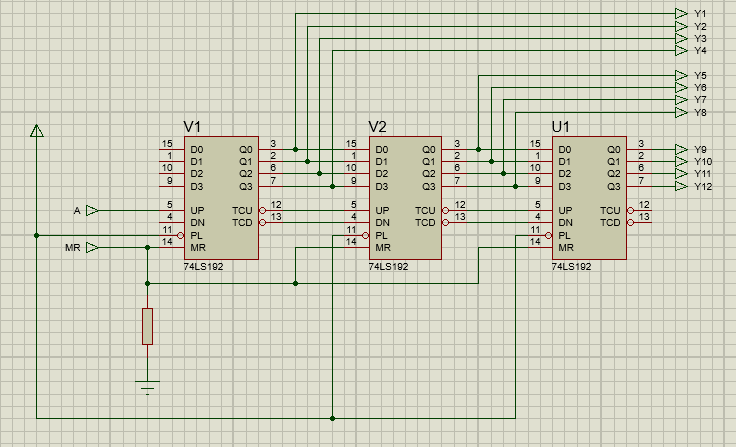 Y1
Y2
Y3
Y4
Y5
Y6
Y7
Y8
V1 V2 U1
15 D0 Q0 3 15 D0 Q0 3 15 D0 Q0 3 Y9
1 D1 Q1 2 1 D1 Q1 2 1 D1 Q1 2 Y10
10 D2 Q2 6 10 D2 Q2 6 10 D2 Q2 6 Y11
9 D3 Q3 7 9 D3 Q3 7 9 D3 Q3 7 Y12
A 5 UP TCU 12 5 UP TCU 12 5 UP TCU 12
4 DN TCD 13 4 DN TCD 13 4 DN TCD 13
11 PL 11 PL 11 PL
MR 14 MR 14 MR 14 MR
74LS192 74LS192 74LS192